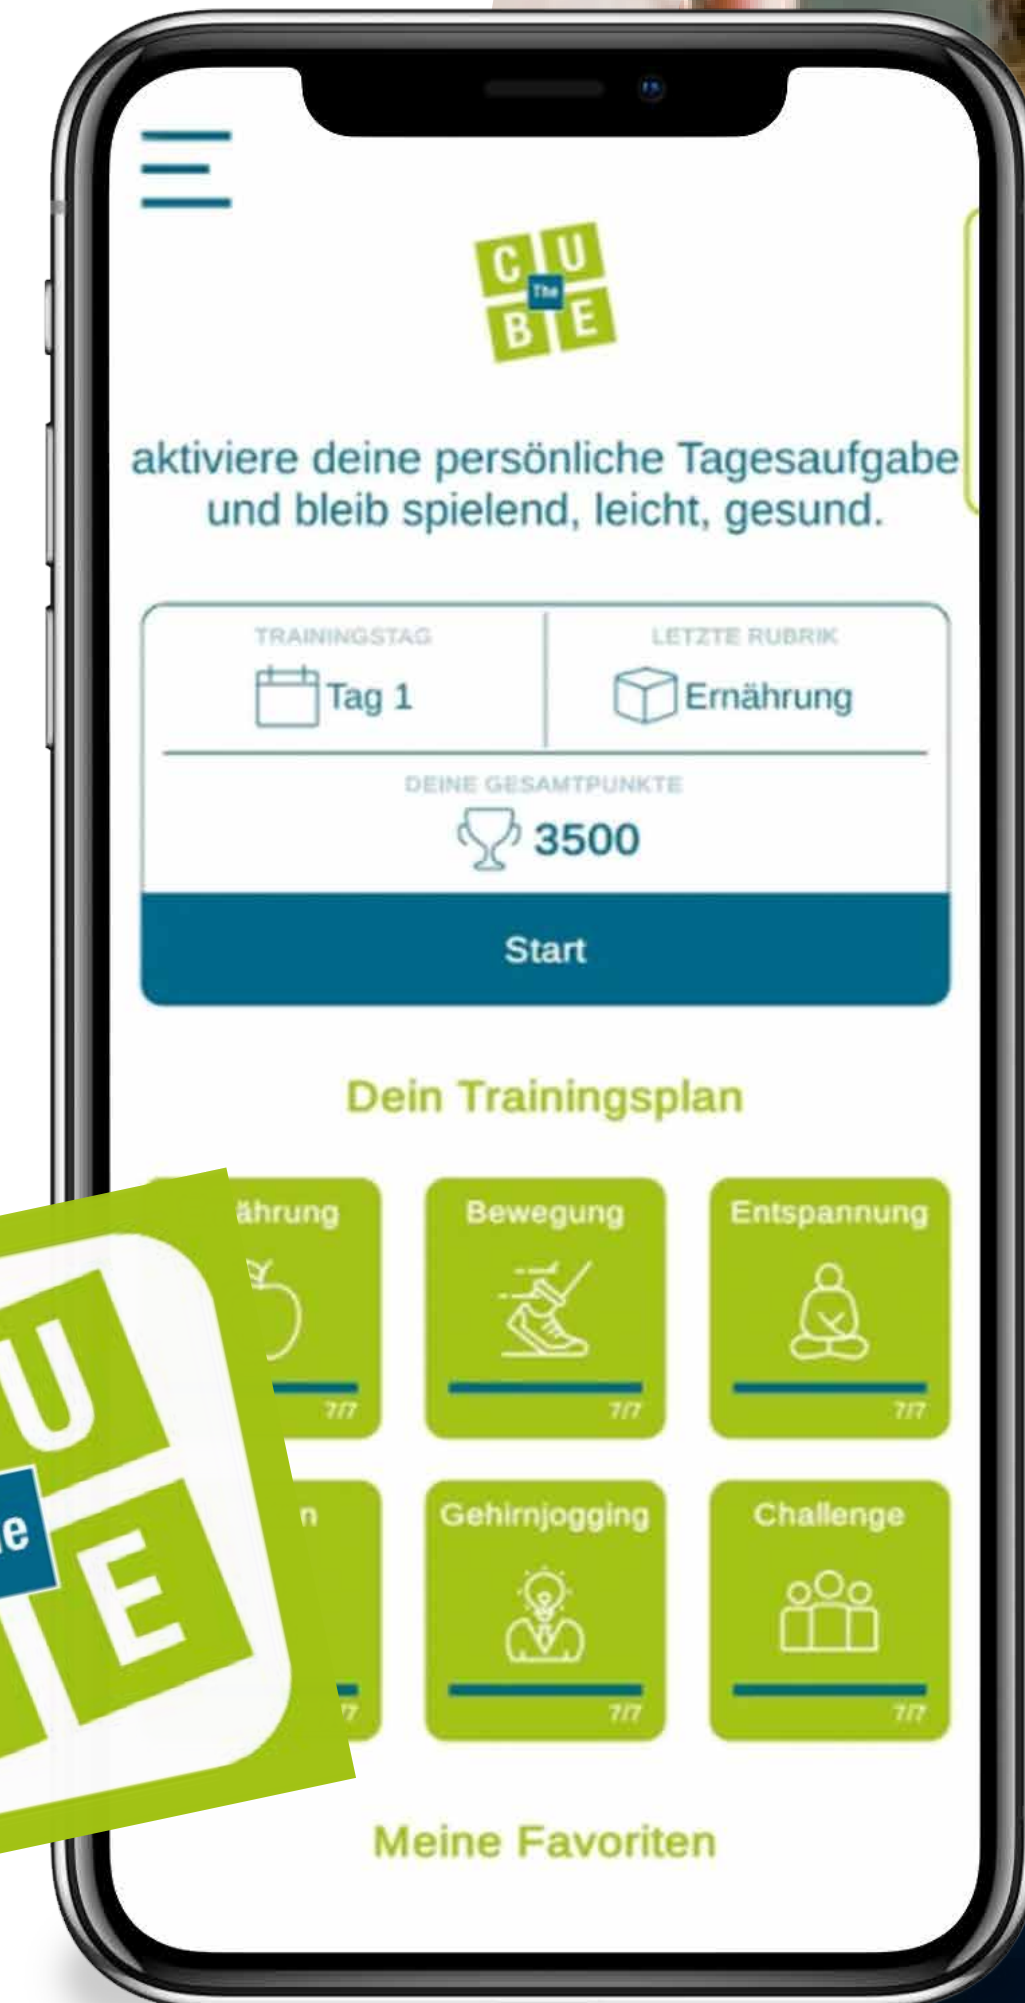 C U
The
B E
aktiviere deine persönliche Tagesaufgabe
und bleib spielend, leicht, gesund.
TRAININGSTAG
LETZTE RUBRIK
Tag 1
Ernährung
DEINE GESAMTPUNKTE
3500
Start
Dein Trainingsplan
ährung
Bewegung
Entspannung
7/7
7/7
7/7
n
Gehirnjogging
Challenge
7
7/7
7/7
U
e
E
Meine Favoriten